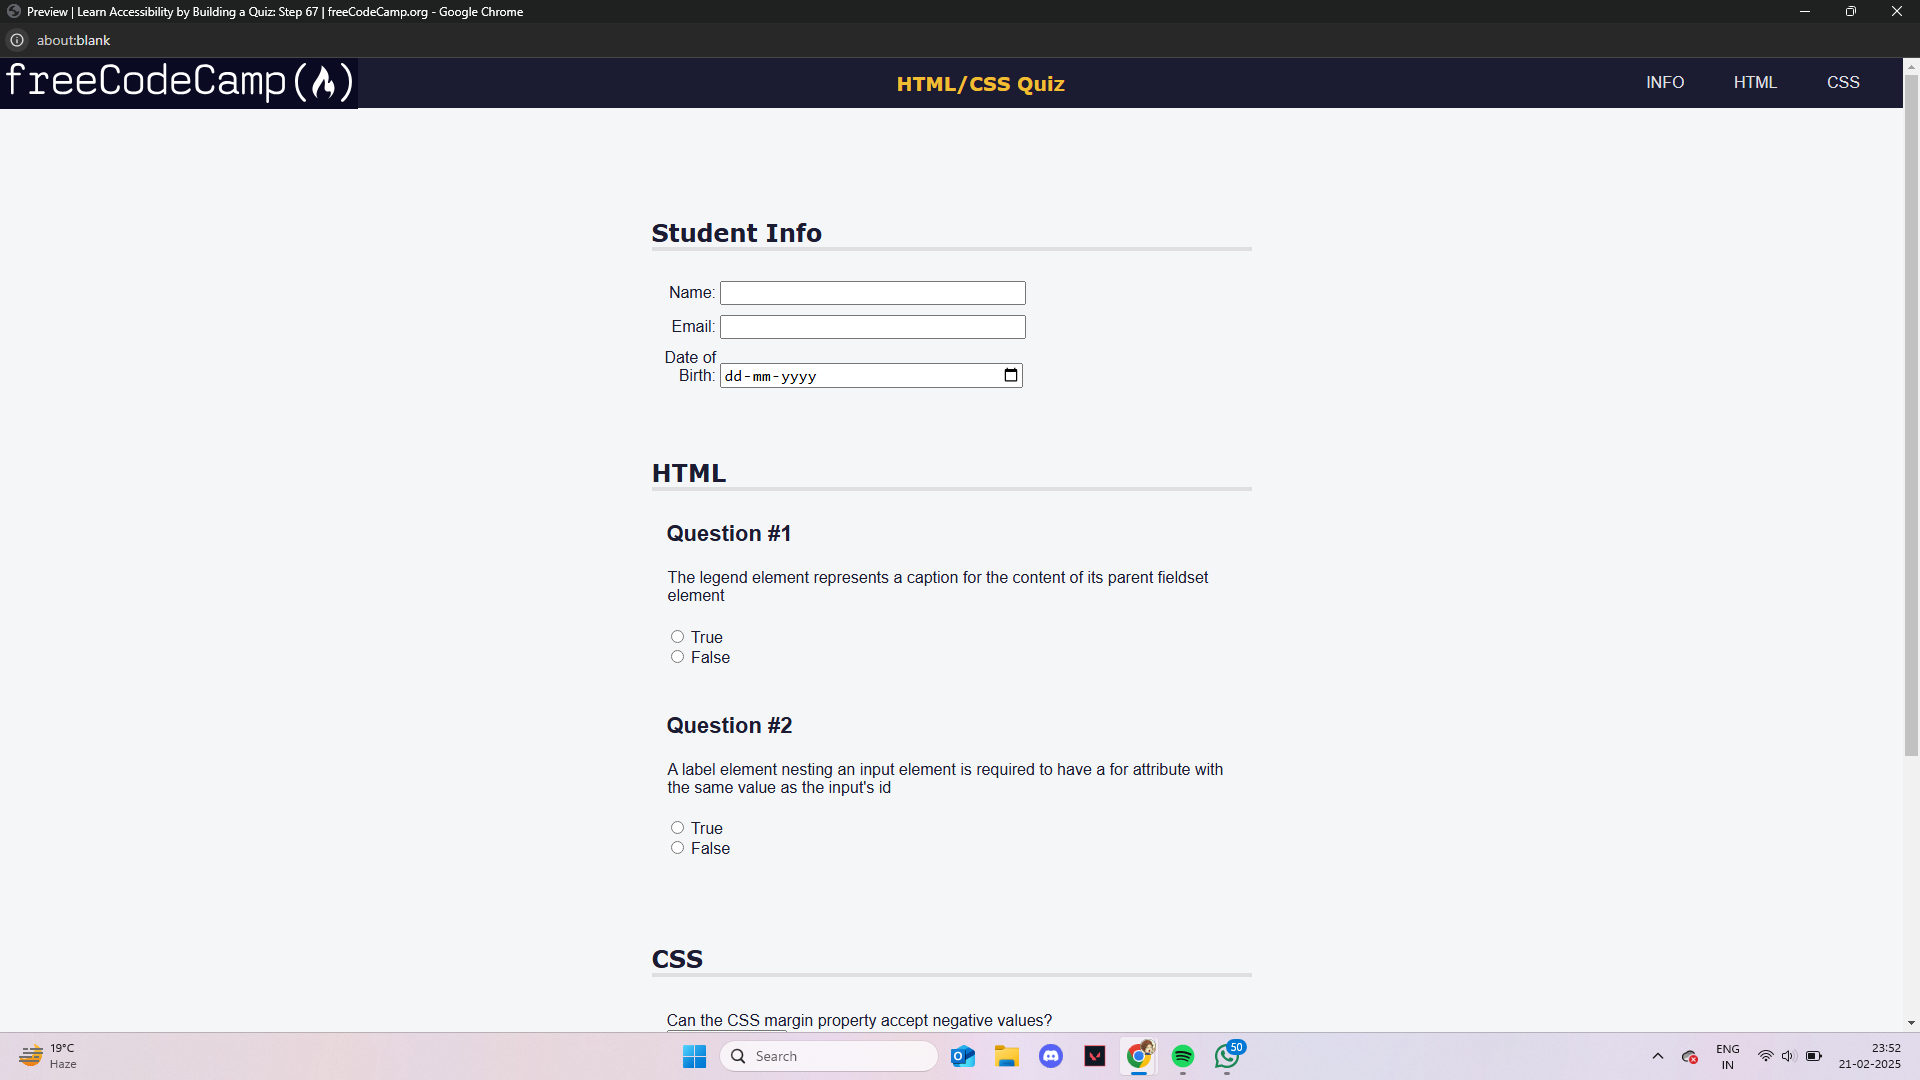 Preview | Learn Accessibility by Building a Quiz: Step 67 | freeCodeCamp.org - Google Chrome
about:blank
freeCodeCamp
HTML/CSS Quiz
INFO
HTML
CSS
Student Info
Name:
Email:
Date of
Birth:
dd-mm-yyyy
HTML
Question #1
The legend element represents a caption for the content of its parent fieldset
element
True
False
Question #2
A label element nesting an input element is required to have a for attribute with
the same value as the input's id
True
False
CSS
Can the CSS margin property accept negative values?
19°C
Haze
Search
50
ENG
IN
23:52
21-02-2025